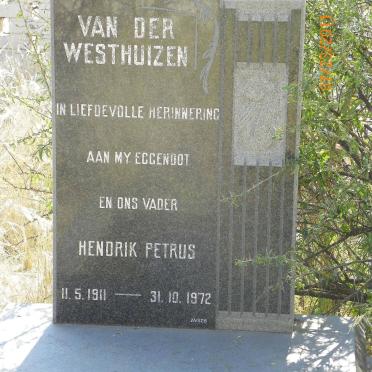 VAN DER
WESTHUIZEN
IN LIEFDEVOLLE HERINNERING
AAN MY EGGENOOT
EN ONS VADER
HENDRIK PETRUS
11. 5. 1911 — 31. 10. 1972